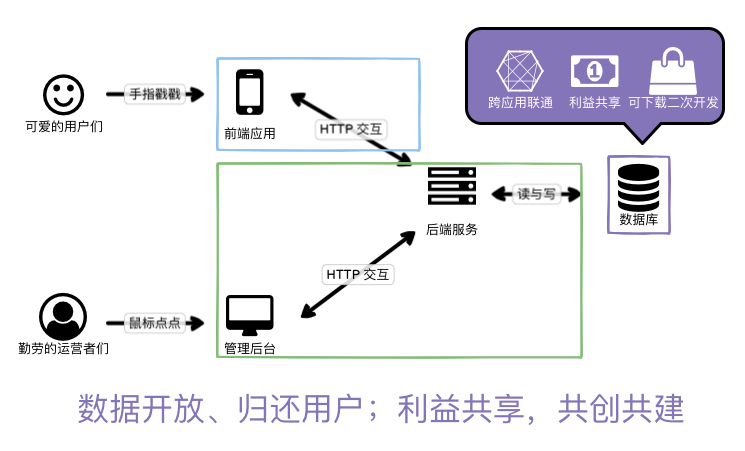 跨应用联通 利益共享 可下载二次开发
手指戳戳
可爱的用户们
前端应用
HTTP 交互
读与写
数据库
后端服务
HTTP 交互
鼠标点点
勤劳的运营者们
管理后台
数据开放、归还用户；利益共享，共创共建